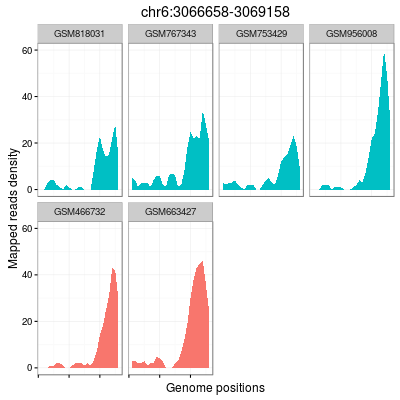 chr6:3066658-3069158
GSM818031 GSM767343 GSM753429 GSM956008
60
40
20
0
Mapped reads density
GSM466732 GSM663427
60
40
20
0
Genome positions